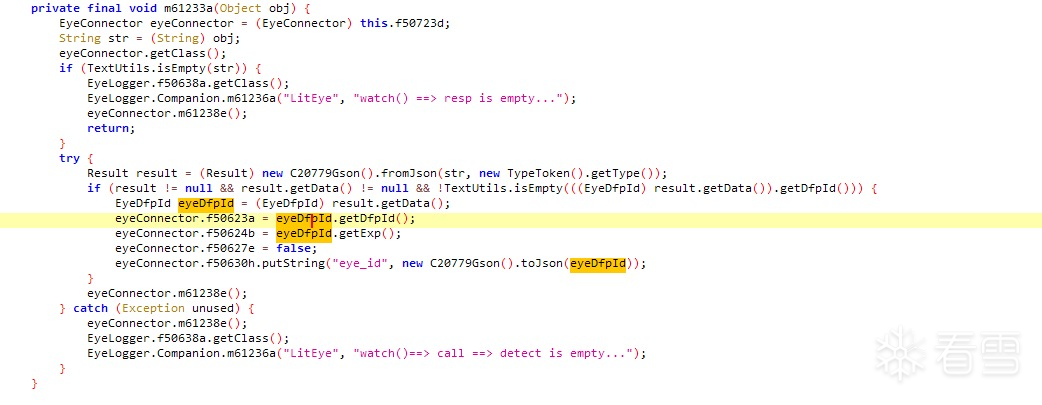 private final void m61233a(Object obj) {
    EyeConnector eyeConnector = (EyeConnector) this.f50723d;
    String str = (String) obj;
    eyeConnector.getClass();
    if (TextUtils.isEmpty(str)) {
        EyeLogger.f50638a.getClass();
        EyeLogger.Companion.m61236a("LitEye", "watch() ==> resp is empty...");
        eyeConnector.m61238e();
        return;
    }
    try {
        Result result = (Result) new C20779Gson().fromJson(str, new TypeToken().getType());
        if (result != null && result.getData() != null && !TextUtils.isEmpty(((EyeDfpId) result.getData()).getDfpId())) {
            EyeDfpId eyeDfpId = (EyeDfpId) result.getData();
            eyeConnector.f50623a = eyeDfpId.getDfpId();
            eyeConnector.f50624b = eyeDfpId.getExp();
            eyeConnector.f50627e = false;
            eyeConnector.f50630h.putString("eye_id", new C20779Gson().toJson(eyeDfpId));
        }
        eyeConnector.m61238e();
    } catch (Exception unused) {
        eyeConnector.m61238e();
        EyeLogger.f50638a.getClass();
        EyeLogger.Companion.m61236a("LitEye", "watch()==> call ==> detect is empty...");
    }
}
看雪